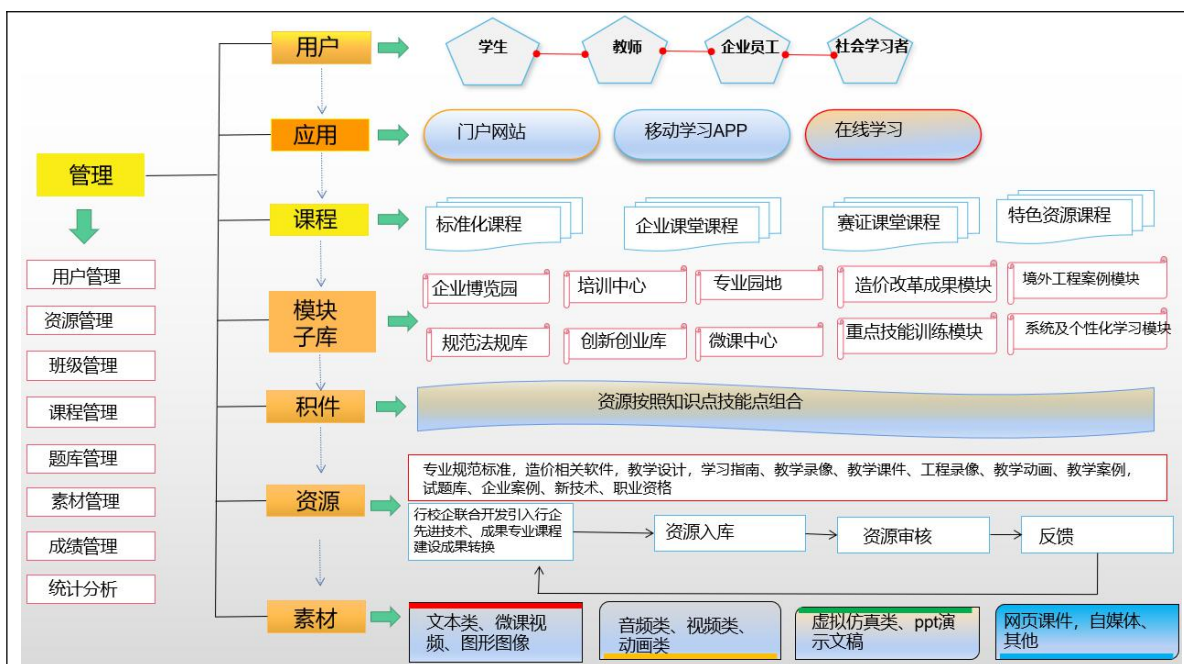 用户
学生
教师
企业员工
社会学习者
应用
门户网站
移动学习APP
在线学习
管理
课程
标准化课程
企业课堂课程
赛证课堂课程
特色资源课程
用户管理
资源管理
班级管理
课程管理
题库管理
素材管理
成绩管理
统计分析
模块
子库
企业博览园
培训中心
专业园地
造价改革成果模块
境外工程案例模块
规范法规库
创新创业库
微课中心
重点技能训练模块
系统及个性化学习模块
积件
资源按照知识点技能点组合
资源
专业规范标准，造价相关软件，教学设计，学习指南、教学录像、教学课件、工程录像、教学动画、教学案例，
试题库、企业案例、新技术、职业资格
行校企联合开发引入行企
先进技术、成果专业课程
建设成果转换
资源入库
资源审核
反馈
素材
文本类、微课视
频、图形图像
音频类、视频类、
动画类
虚拟仿真类、ppt演
示文稿
网页课件，自媒体、
其他